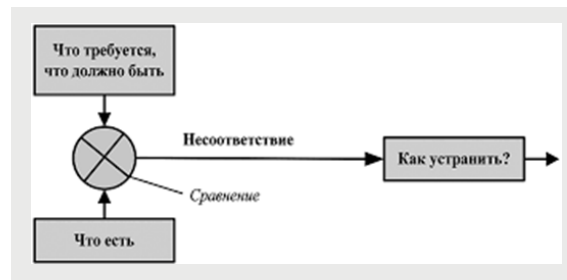 Что требуется,
что должно быть
Несоответствие
Как устранить?
Сравнение
Что есть